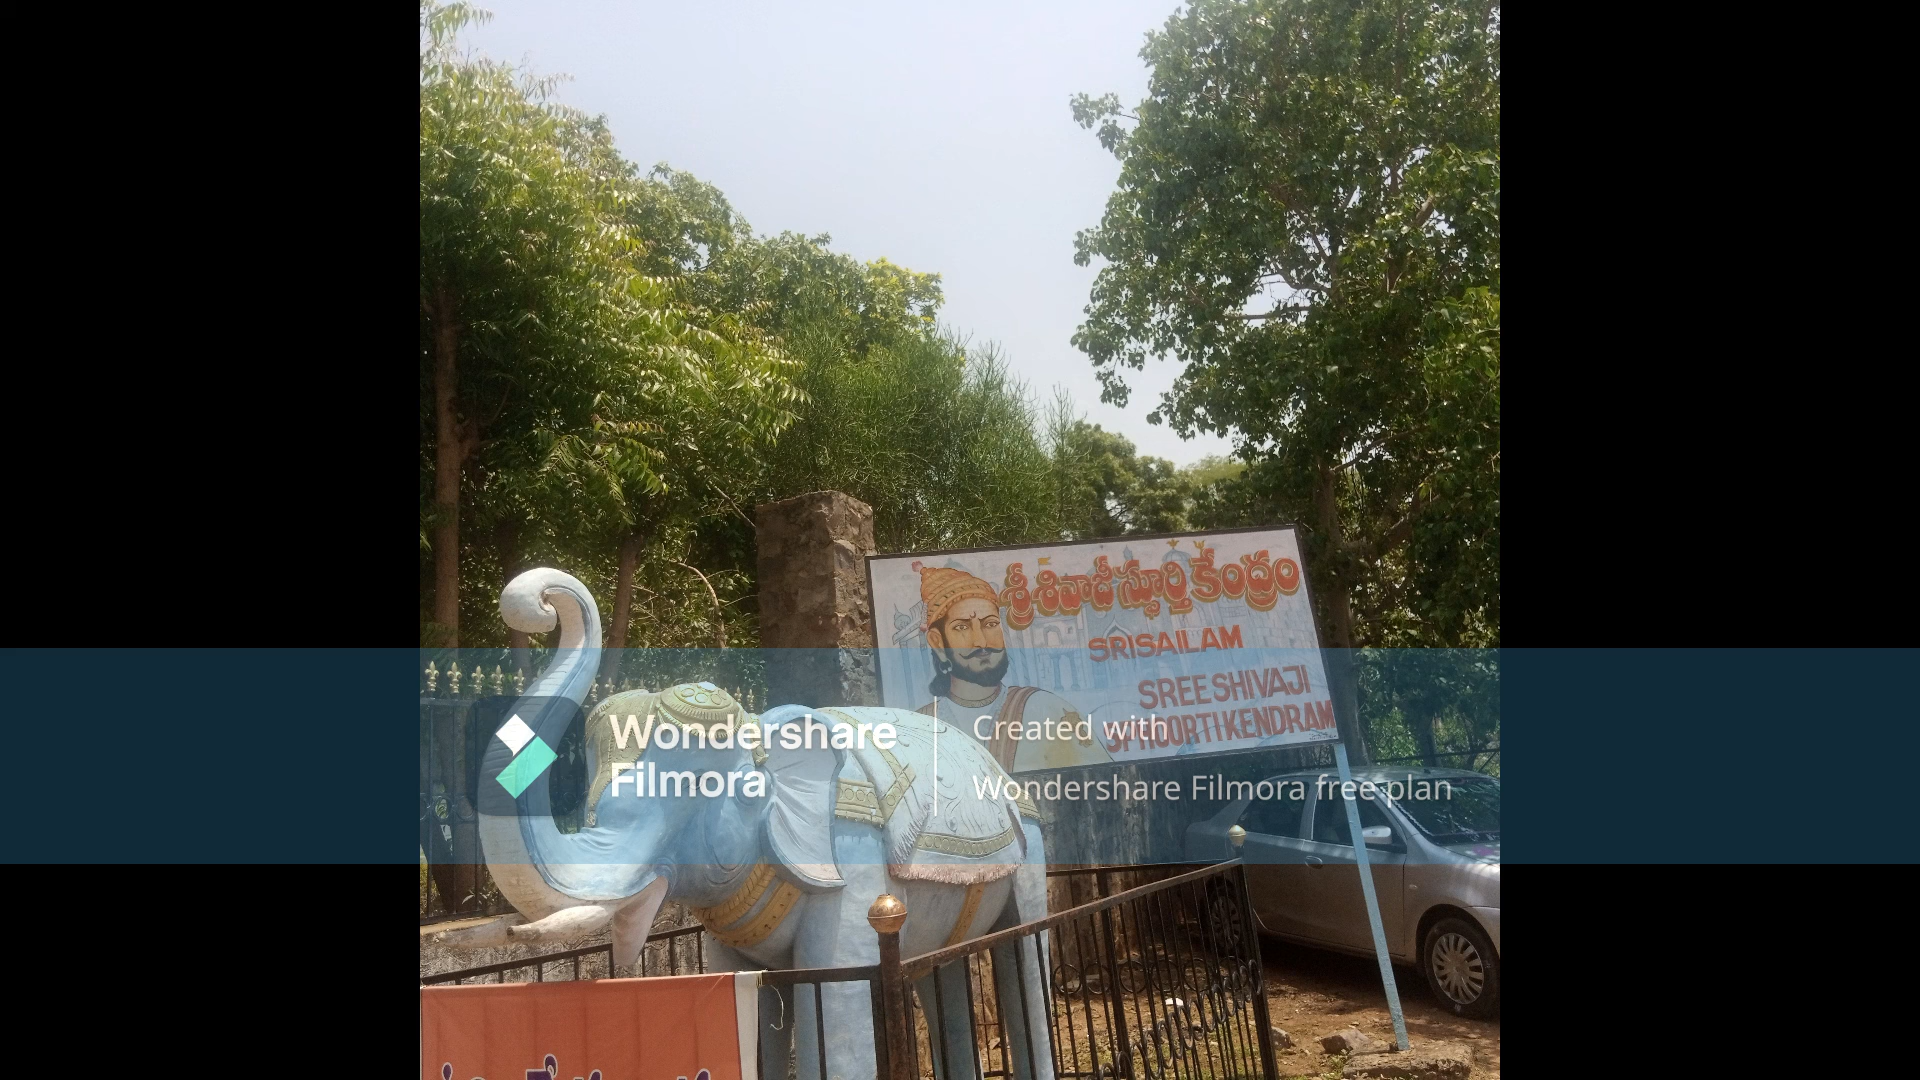 శ్రీ శివాజీ స్ఫూర్తి కేంద్రం
SRISAILAM
SREE SHIVAJI
SPHOORTI KENDRAM
Wondershare
Filmora
Created with
Wondershare Filmora free plan